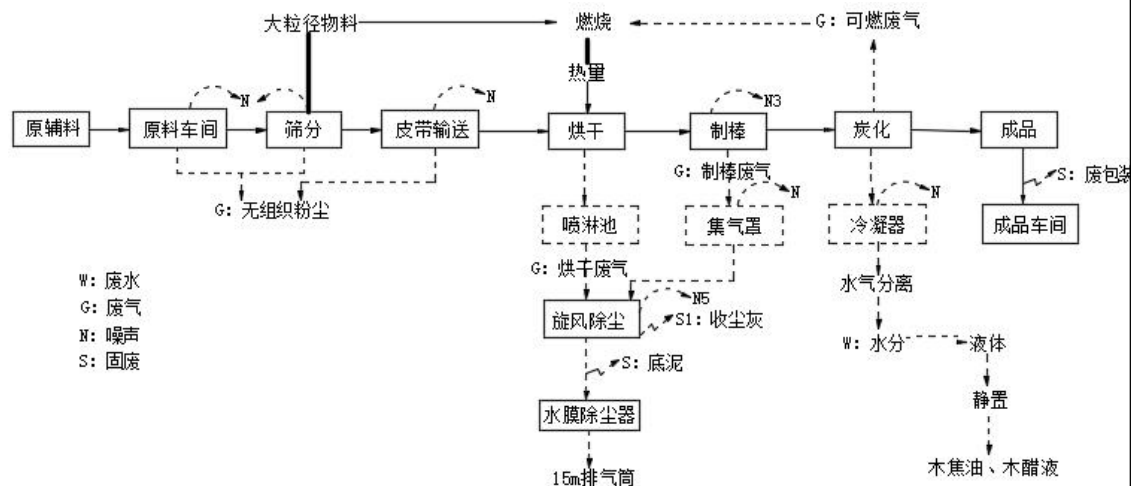 大粒径物料
燃烧
G: 可燃废气
热量
N
N
N3
原辅料
原料车间
筛分
皮带输送
烘干
制棒
炭化
成品
G: 制棒废气
S: 废包装
N
N
G: 无组织粉尘
喷淋池
集气罩
冷凝器
成品车间
G: 烘干废气
水气分离
W: 废水
G: 废气
N: 噪声
S: 固废
N5
旋风除尘
S1: 收尘灰
W: 水分
液体
S: 底泥
静置
水膜除尘器
木焦油、木醋液
15m排气筒